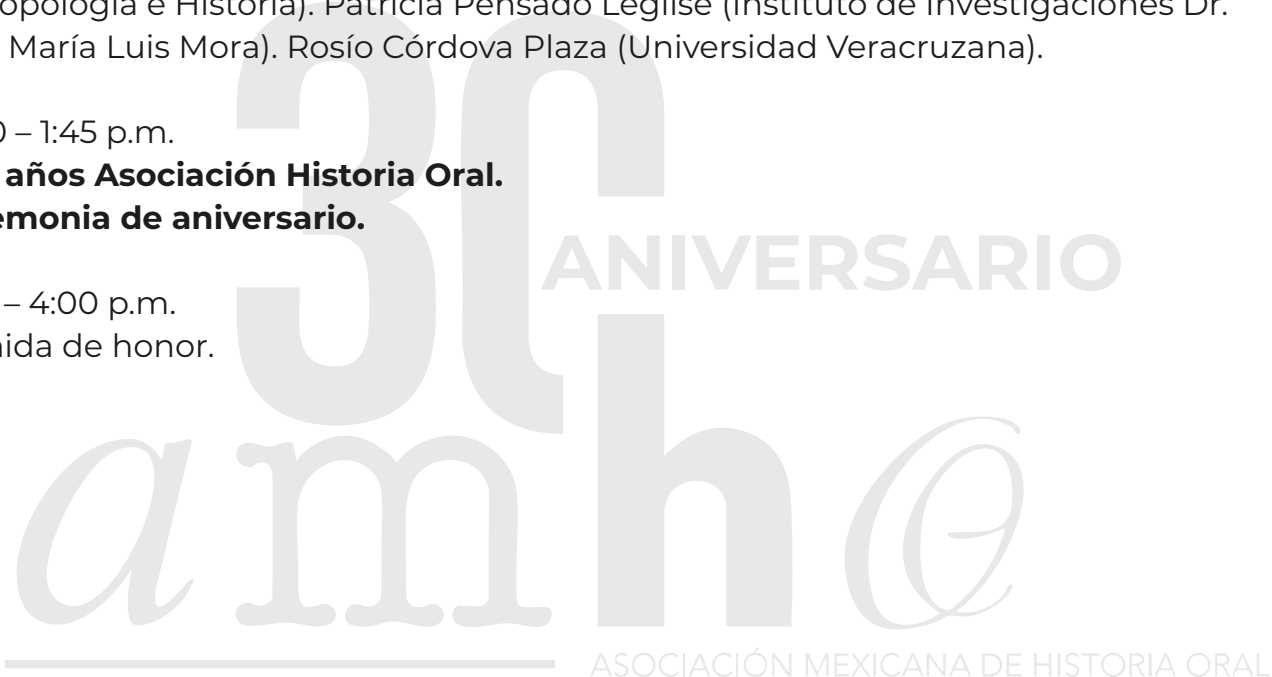 opología e Historia). Patricia Pensado Leglise (Instituto de Investigaciones Dr.
María Luis Mora). Rosío Córdova Plaza (Universidad Veracruzana).
0 – 1:45 p.m.
años Asociación Historia Oral.
emonia de aniversario.
– 4:00 p.m.
ida de honor.
30
ANIVERSARIO
amho
ASOCIACIÓN MEXICANA DE HISTORIA ORAL